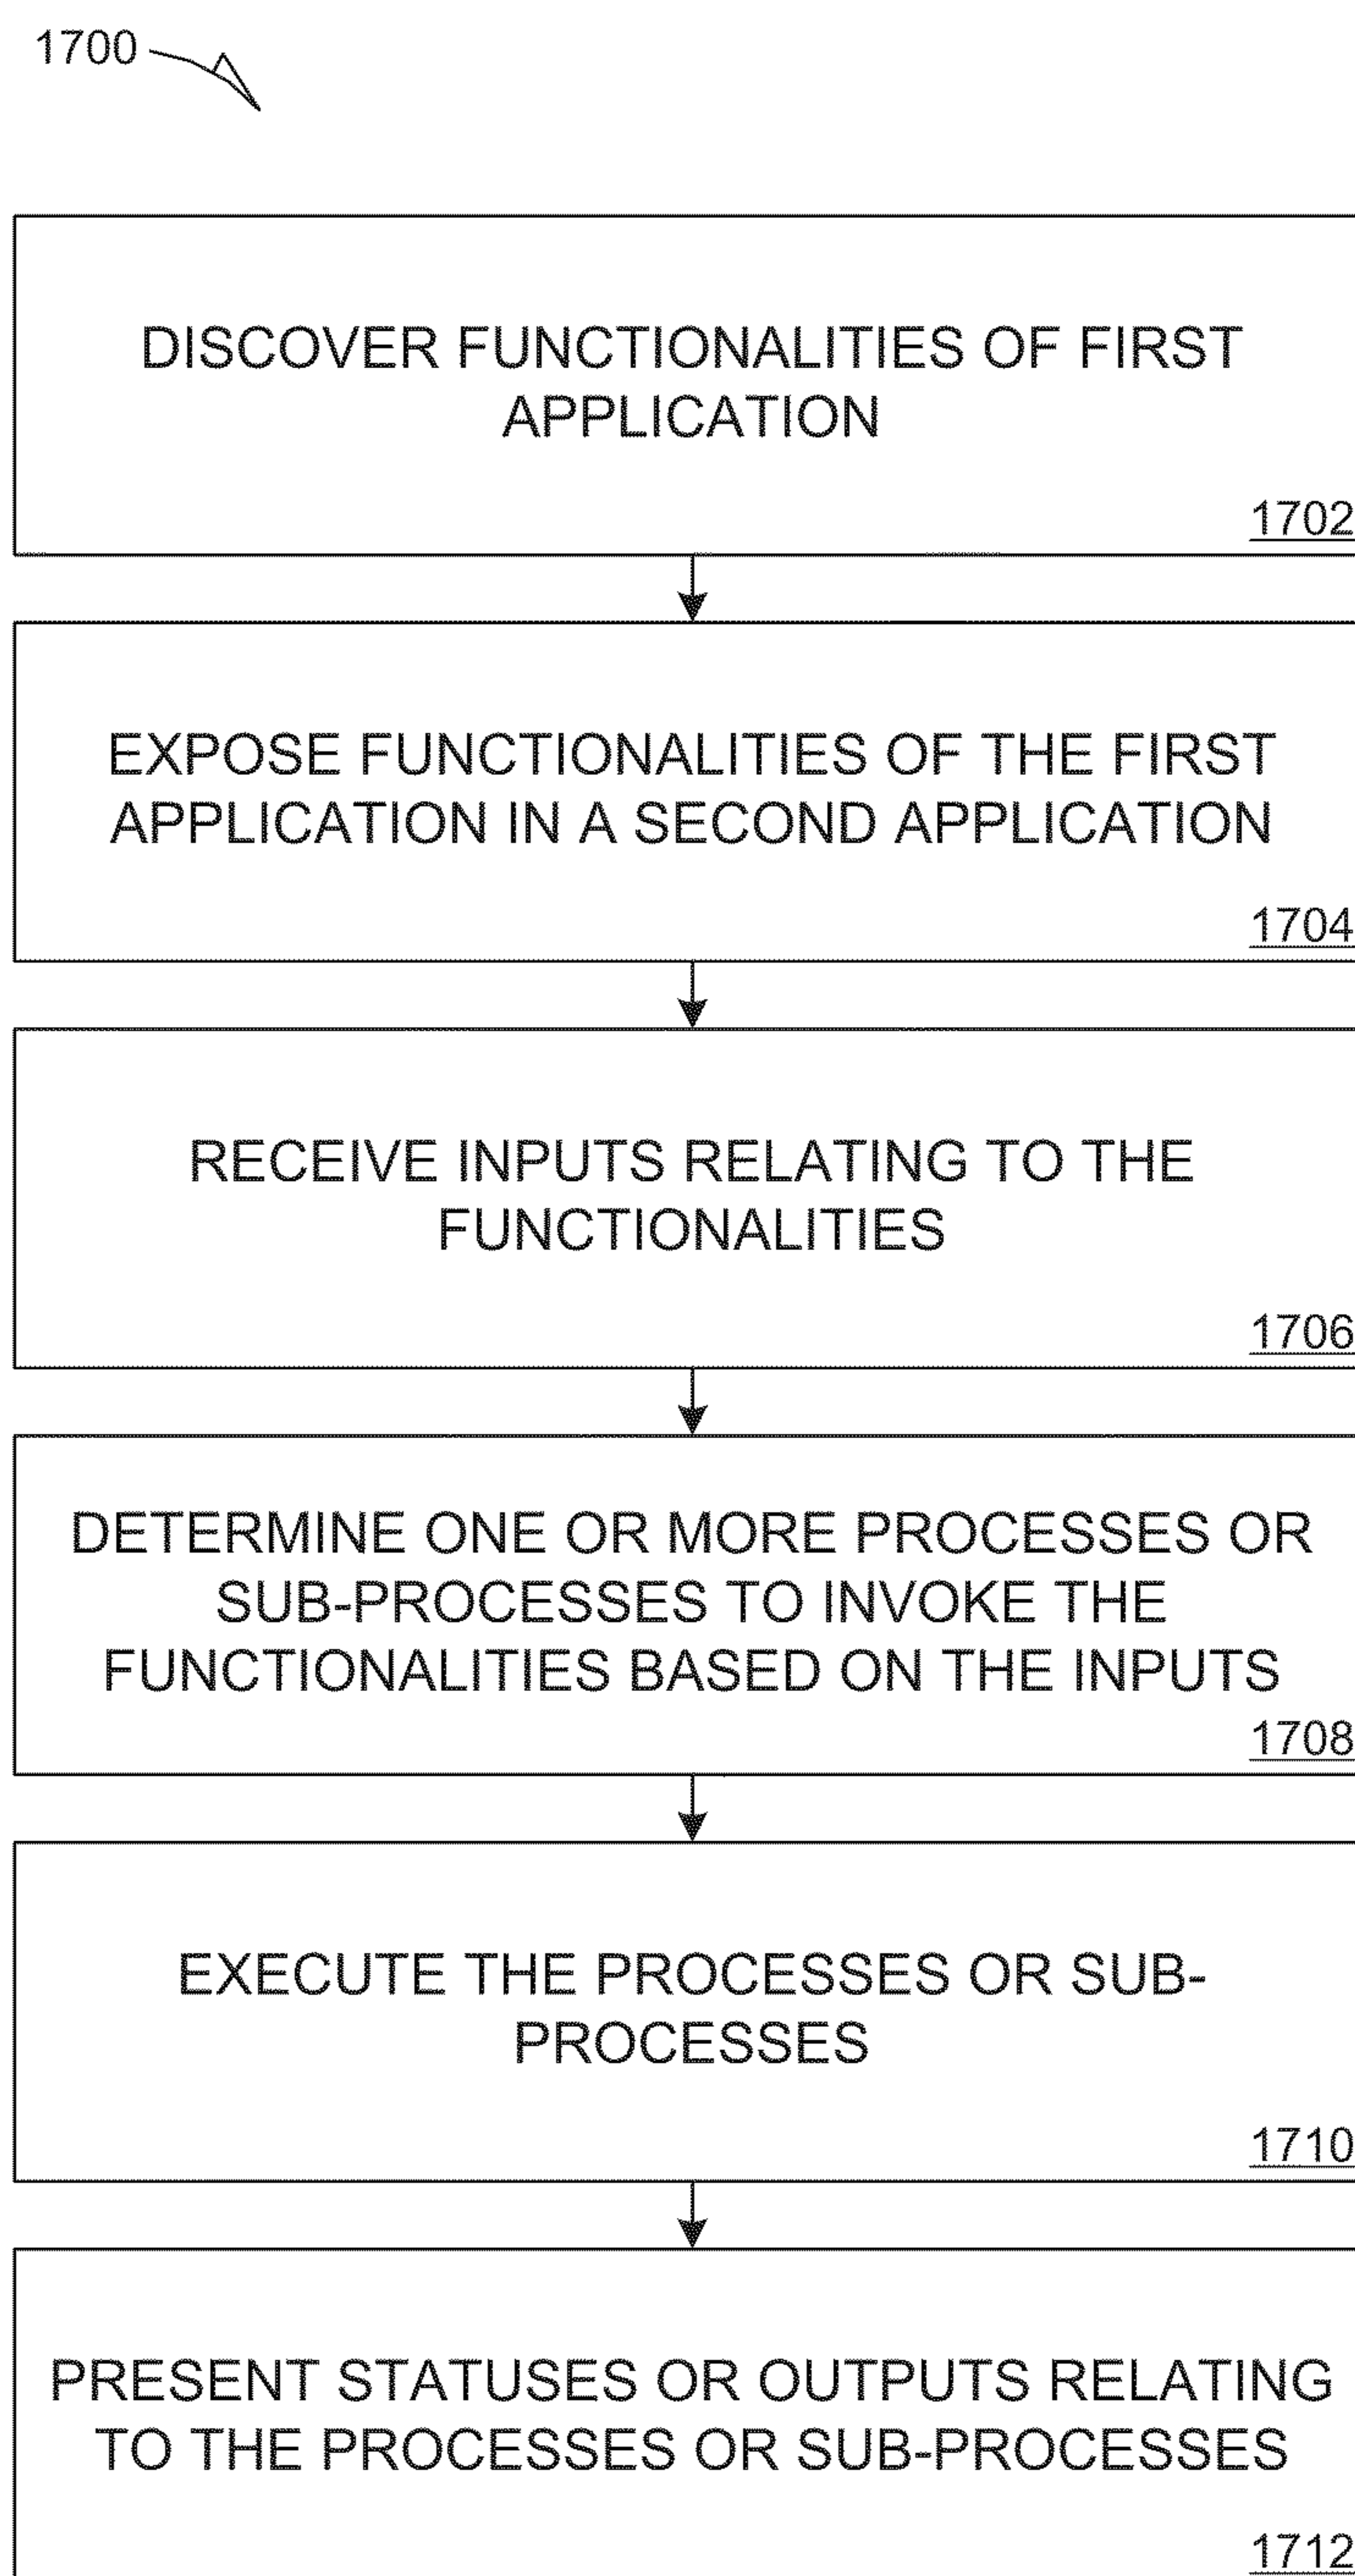 1700
DISCOVER FUNCTIONALITIES OF FIRST
APPLICATION
1702
EXPOSE FUNCTIONALITIES OF THE FIRST
APPLICATION IN A SECOND APPLICATION
1704
RECEIVE INPUTS RELATING TO THE
FUNCTIONALITIES
1706
DETERMINE ONE OR MORE PROCESSES OR
SUB-PROCESSES TO INVOKE THE
FUNCTIONALITIES BASED ON THE INPUTS
1708
EXECUTE THE PROCESSES OR SUB-
PROCESSES
1710
PRESENT STATUSES OR OUTPUTS RELATING
TO THE PROCESSES OR SUB-PROCESSES
1712